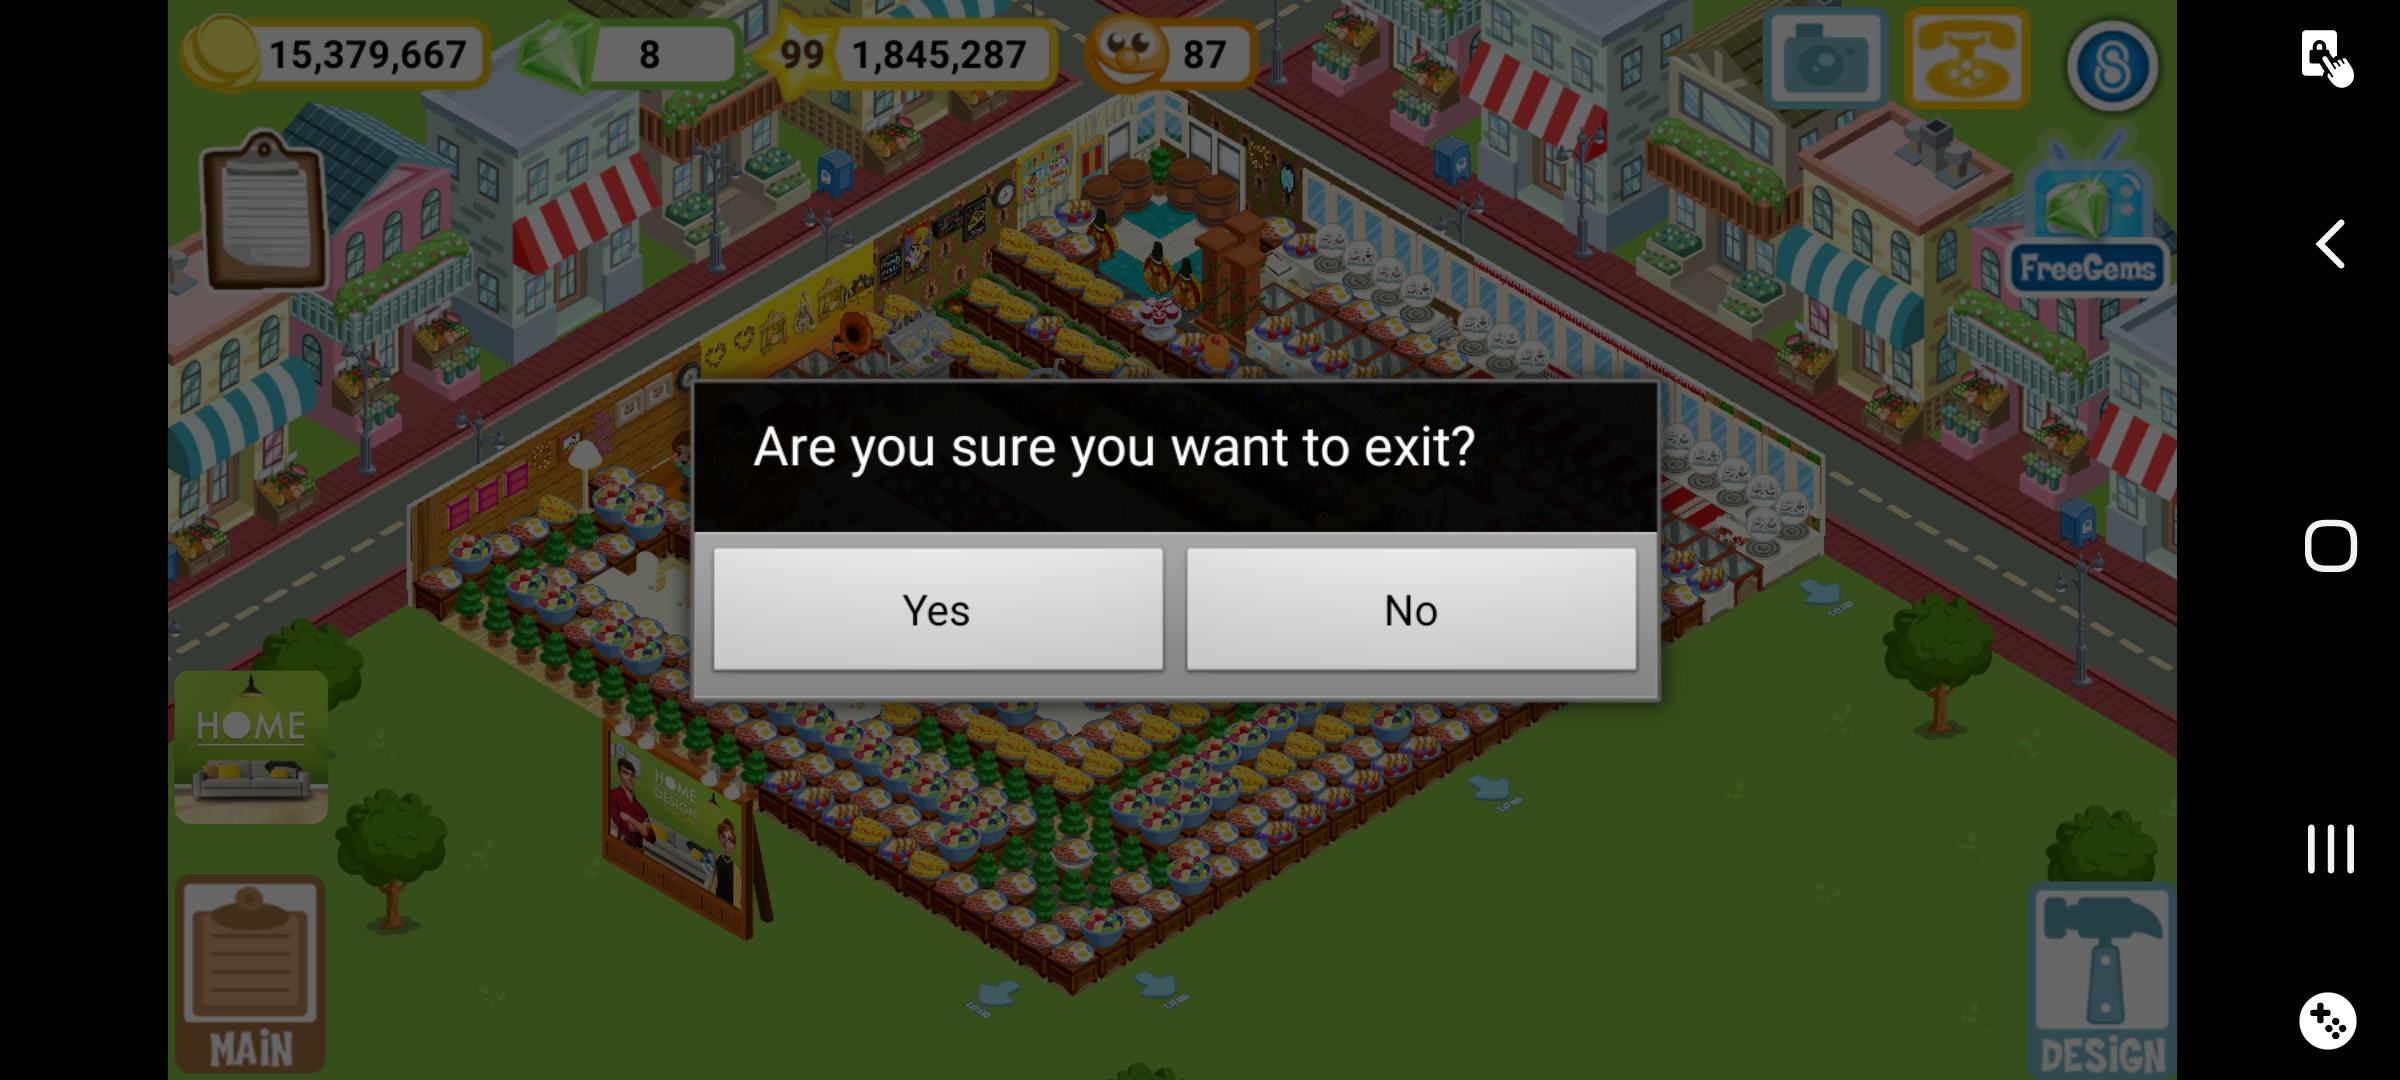 15,379,667
8
99
1,845,287
87
FreeGems
Are you sure you want to exit?
Yes
No
HOME
HOME
DESIGN
MAIN
DESIGN